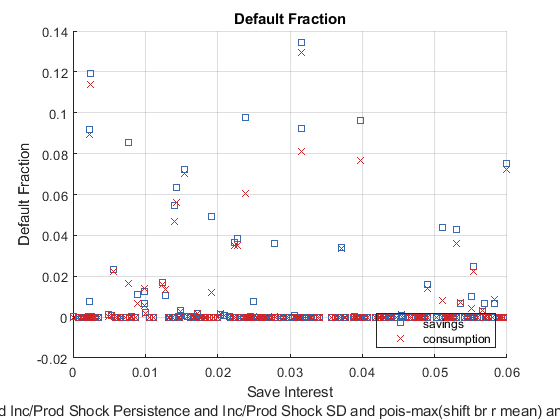 Default Fraction
0.14
0.12
0.1
0.08
0.06
0.04
0.02
0
-0.02
Default Fraction
0
0.01
0.02
0.03
0.04
0.05
0.06
savings
consumption
Save Interest
d Inc/Prod Shock Persistence and Inc/Prod Shock SD and pois-max(shift br r mean) ar